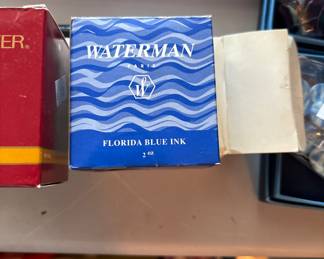 ER®
WATERMAN
PARIS
FLORIDA BLUE INK
2 oz